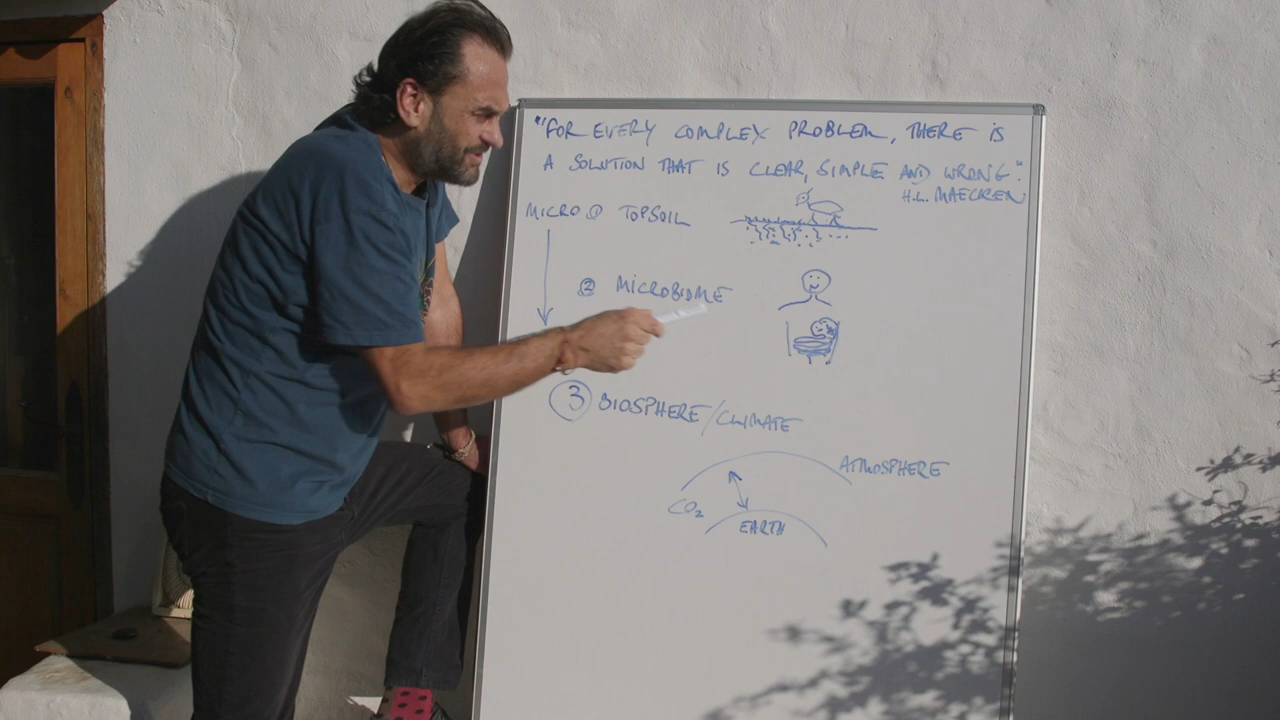 "FOR EVERY COMPLEX PROBLEM, THERE IS
A SOLUTION THAT IS CLEAR, SIMPLE AND WRONG".
H.L. MAECKEN
MICRO ① TOPSOIL
② MICROBIOME
③ BIOSPHERE/CLIMATE
ATMOSPHERE
CO₂
EARTH